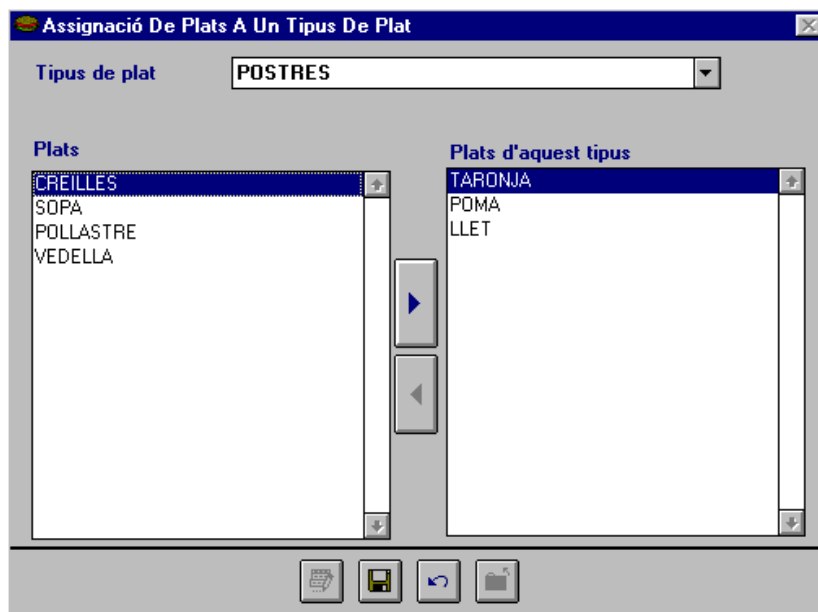 Assignació De Plats A Un Tipus De Plat
Tipus de plat POSTRES
Plats
CREILLES
SOPA
POLLASTRE
VEDELLA
Plats d'aquest tipus
TARONJA
POMA
LLET